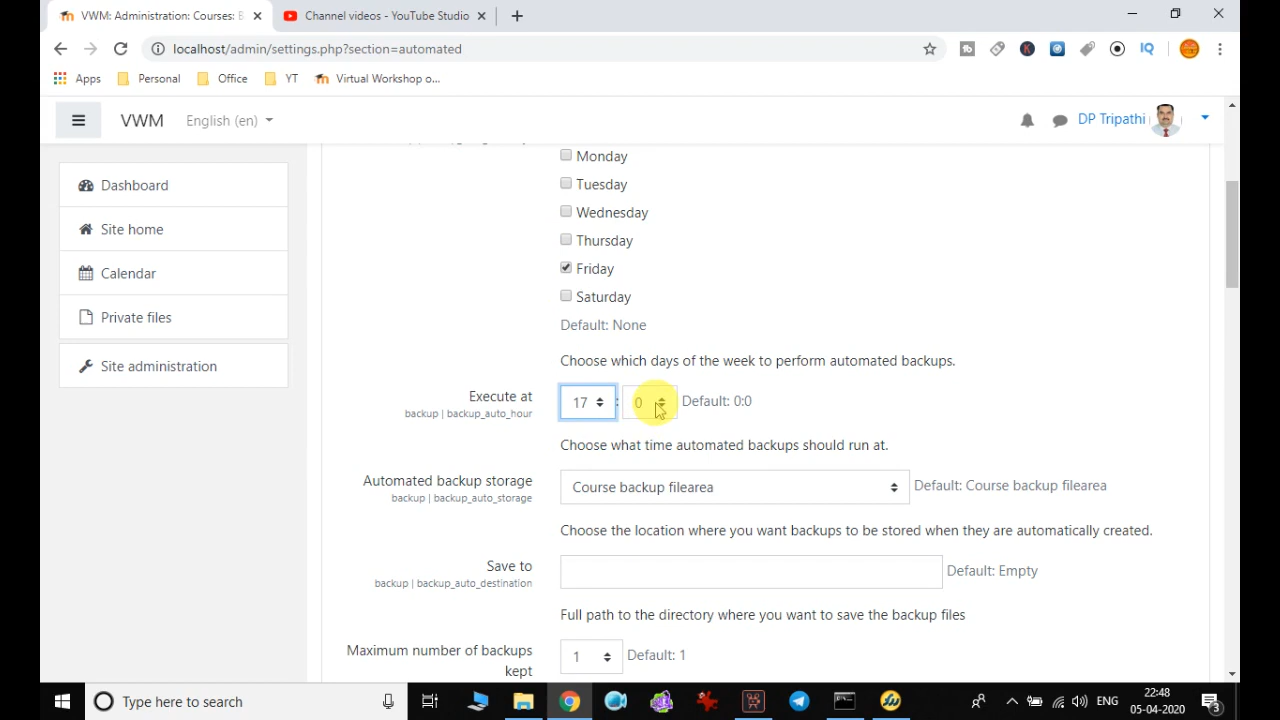 VWM: Administration: Courses: B
Channel videos - YouTube Studio
localhost/admin/settings.php?section=automated
K
IQ
Apps
Personal
Office
YT
Virtual Workshop o...
VWM
English (en)
DP Tripathi
Dashboard
Site home
Calendar
Private files
Site administration
Monday
Tuesday
Wednesday
Thursday
Friday
Saturday
Default: None
Choose which days of the week to perform automated backups.
Execute at
backup | backup_auto_hour
17 : 0 Default: 0:0
Choose what time automated backups should run at.
Automated backup storage
backup | backup_auto_storage
Course backup filearea
Default: Course backup filearea
Choose the location where you want backups to be stored when they are automatically created.
Save to
backup | backup_auto_destination
Default: Empty
Full path to the directory where you want to save the backup files
Maximum number of backups
kept
1 Default: 1
Type here to search
ENG
22:48
05-04-2020
3